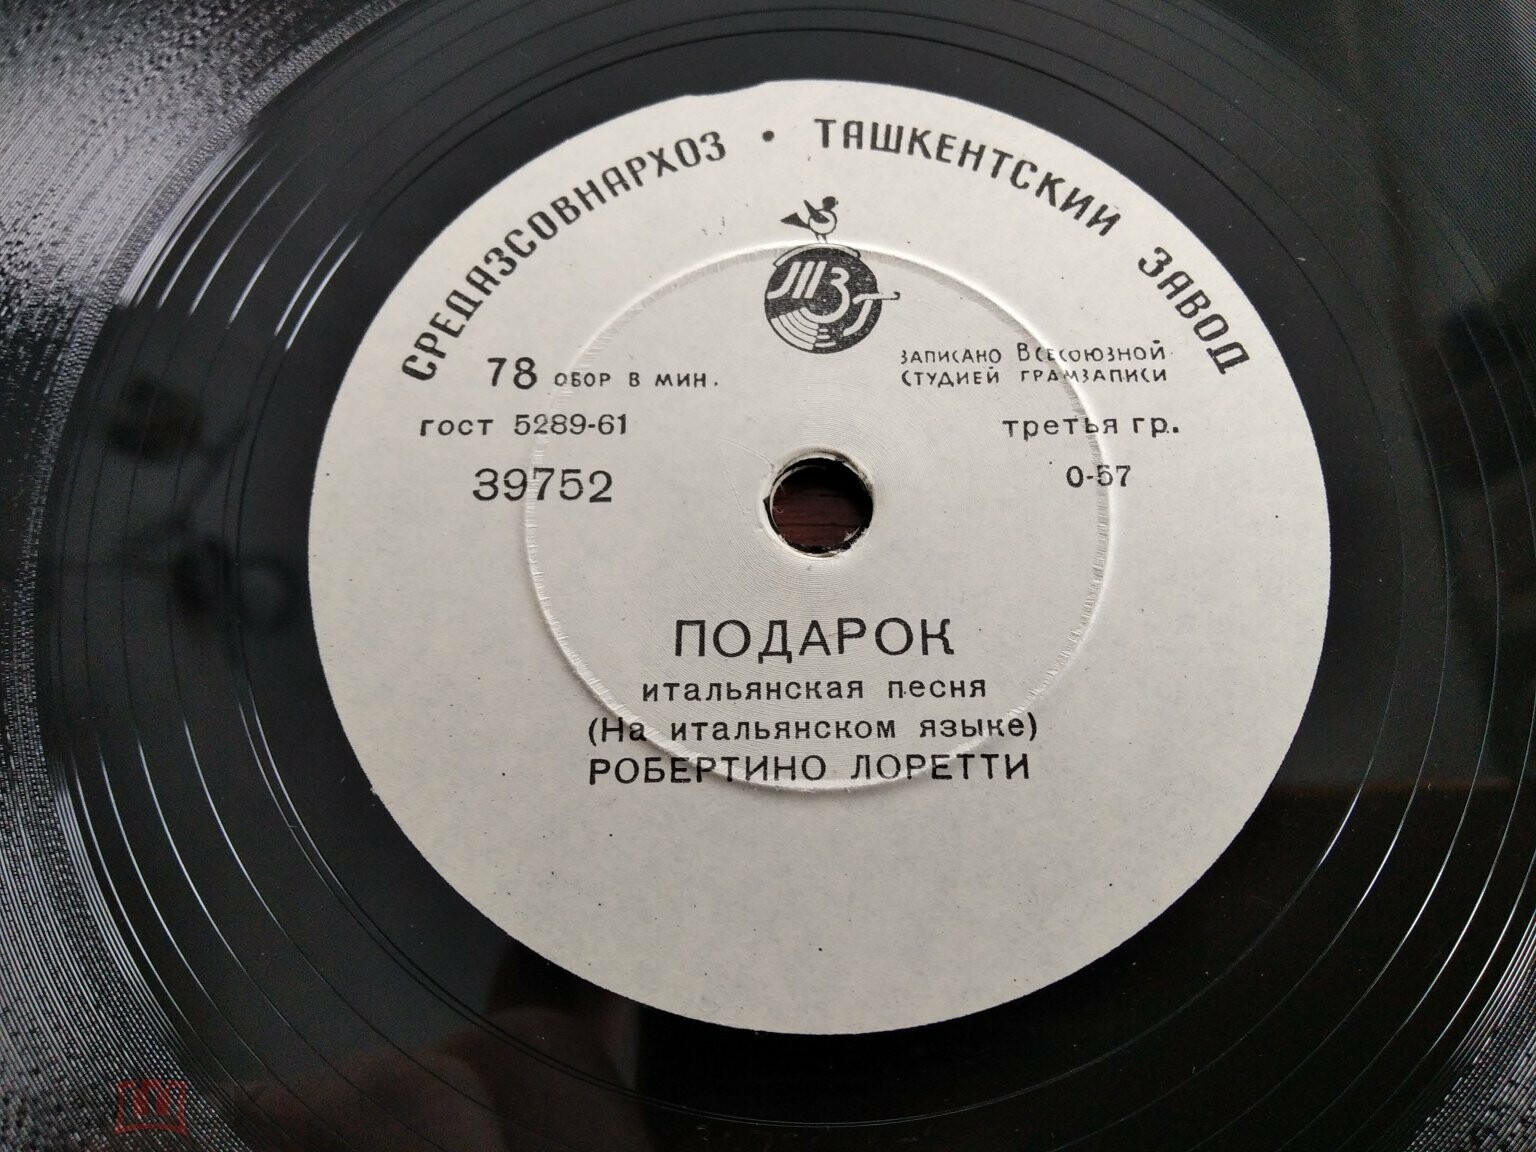 СРЕДАЗСОВНАРХОЗ • ТАШКЕНТСКИЙ ЗАВОД
ТЗГ
78 ОБОР В МИН.
ЗАПИСАНО ВСЕСОЮЗНОЙ
СТУДИЕЙ ГРАМЗАПИСИ
ГОСТ 5289-61
третья гр.
39752
0-57
ПОДАРОК
итальянская песня
(На итальянском языке)
РОБЕРТИНО ЛОРЕТТИ